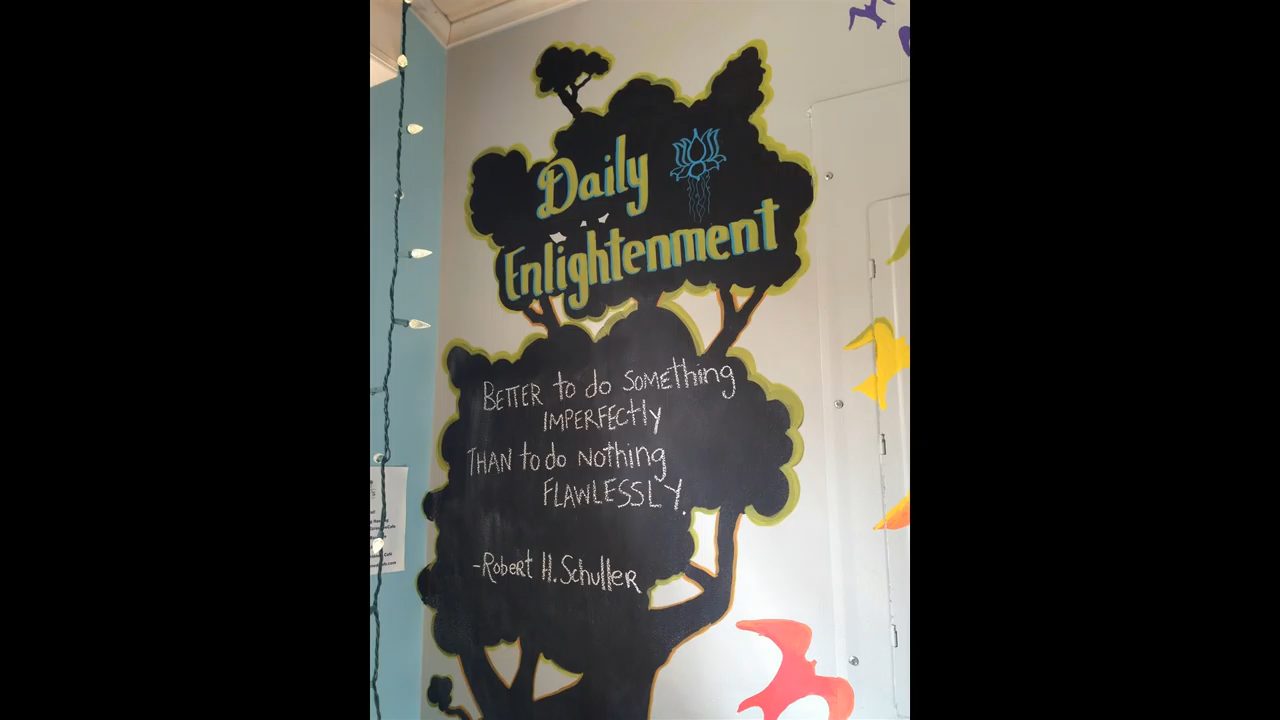 Daily
Enlightenment
BETTER to do SOMEthing
IMPERFECtly
THAN to do NOthing
FLAWLESSLY.
-Robert H. Schuller